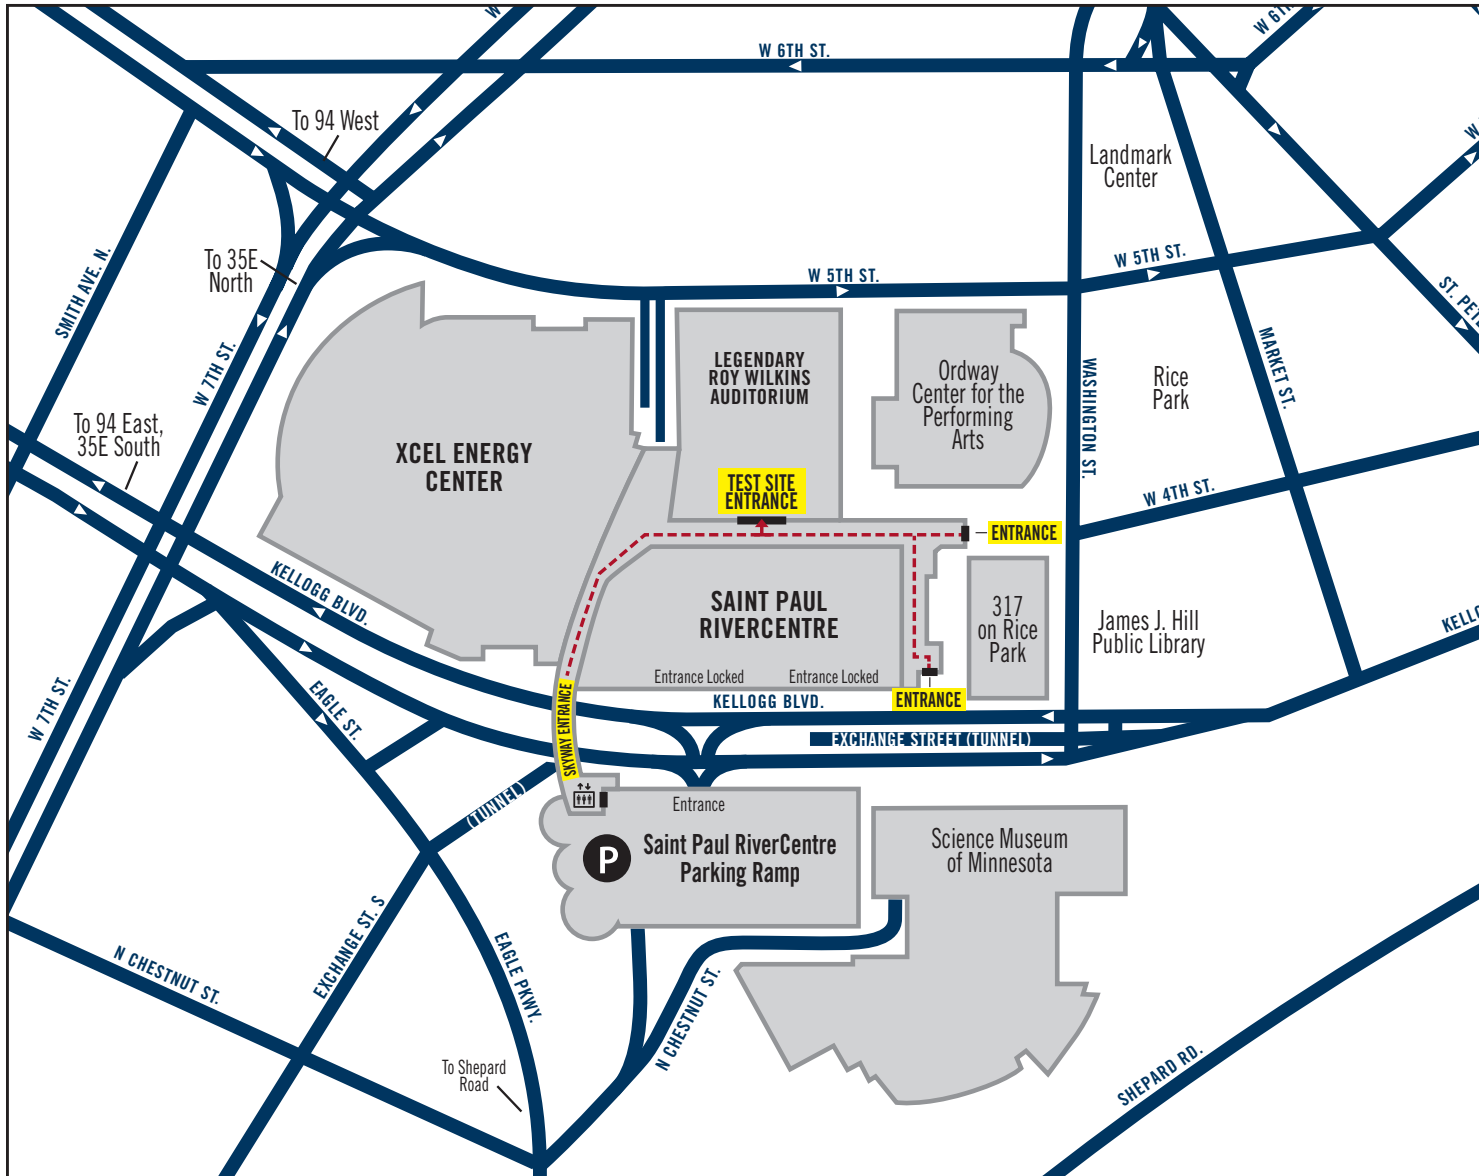 W 6TH ST.
W 6TH
To 94 West
Landmark
Center
SMITH AVE. N.
To 35E
North
W 5TH ST.
W 5TH ST.
ST. PETE
W 7TH ST.
LEGENDARY
ROY WILKINS
AUDITORIUM
Ordway
Center for the
Performing
Arts
WASHINGTON ST.
Rice
Park
MARKET ST.
To 94 East,
35E South
XCEL ENERGY
CENTER
TEST SITE
ENTRANCE
W 4TH ST.
ENTRANCE
KELLOGG BLVD.
SAINT PAUL
RIVERCENTRE
317
on Rice
Park
James J. Hill
Public Library
KELLO
Entrance Locked
Entrance Locked
W 7TH ST.
EAGLE ST.
SKYWAY ENTRANCE
KELLOGG BLVD.
ENTRANCE
EXCHANGE STREET (TUNNEL)
(TUNNEL)
Entrance
P
Saint Paul RiverCentre
Parking Ramp
Science Museum
of Minnesota
EXCHANGE ST. S
N CHESTNUT ST.
EAGLE PKWY.
N CHESTNUT ST.
To Shepard
Road
SHEPARD RD.